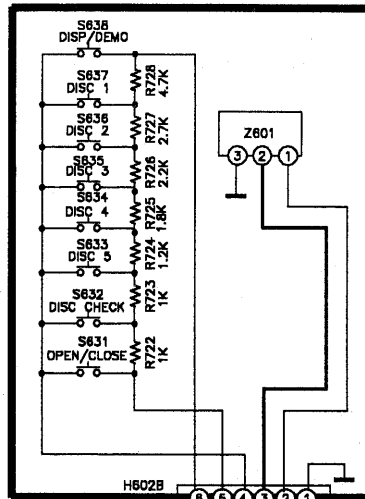 S638
DISP/DEMO
R728
4.7K
S637
DISC 1
R727
2.7K
S636
DISC 2
R726
2.2K
S635
DISC 3
R725
1.8K
S634
DISC 4
R724
1.2K
S633
DISC 5
R723
1K
S632
DISC CHECK
R722
1K
S631
OPEN/CLOSE
Z601
3 2 1
H602B
6 5 4 3 2 1